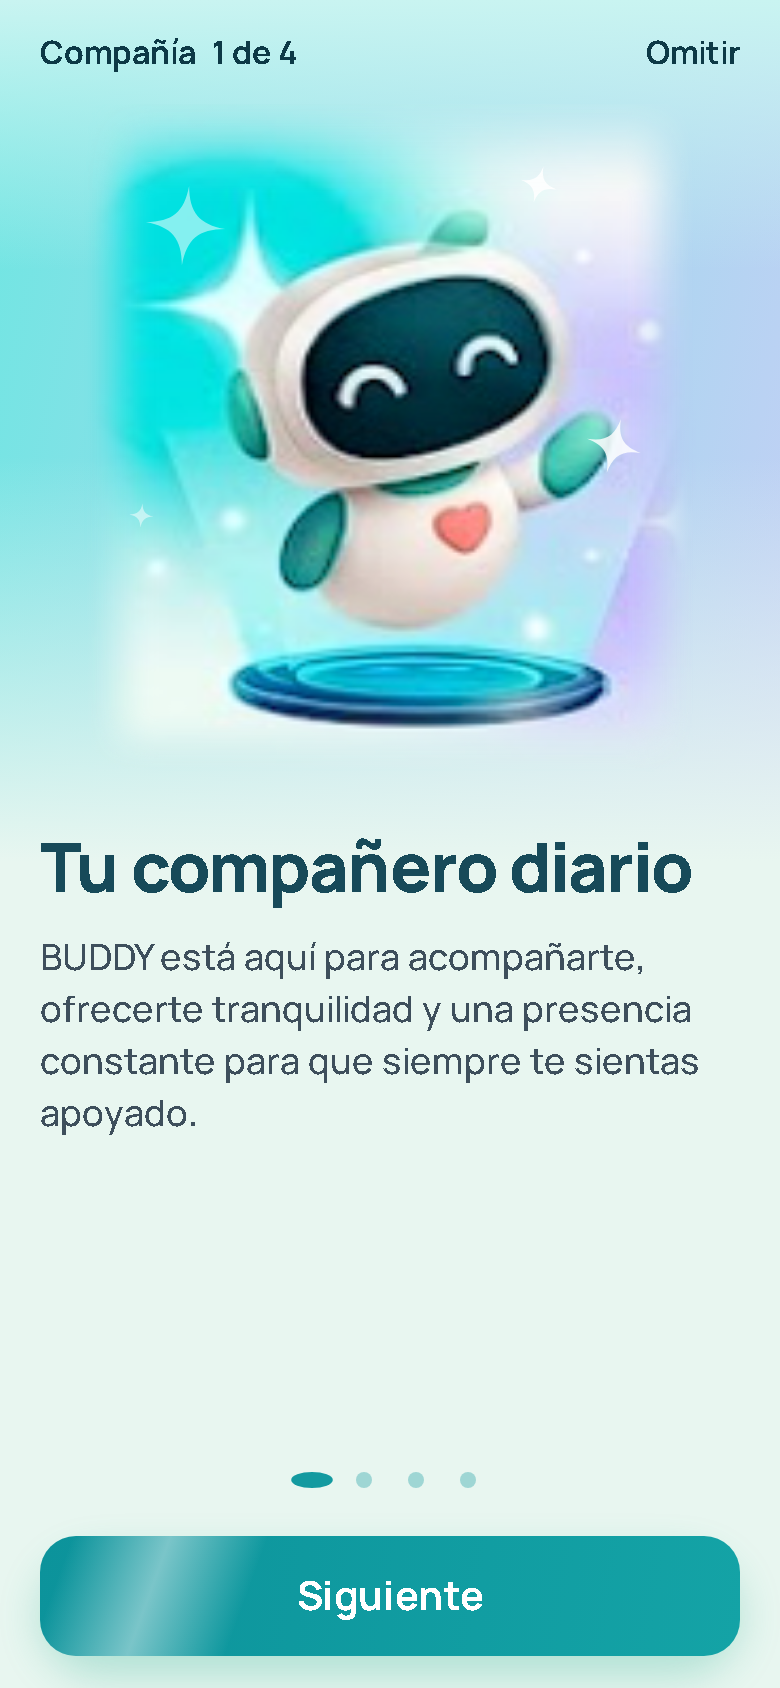 Compañía 1 de 4
Omitir
Tu compañero diario
BUDDY está aquí para acompañarte,
ofrecerte tranquilidad y una presencia
constante para que siempre te sientas
apoyado.
Siguiente